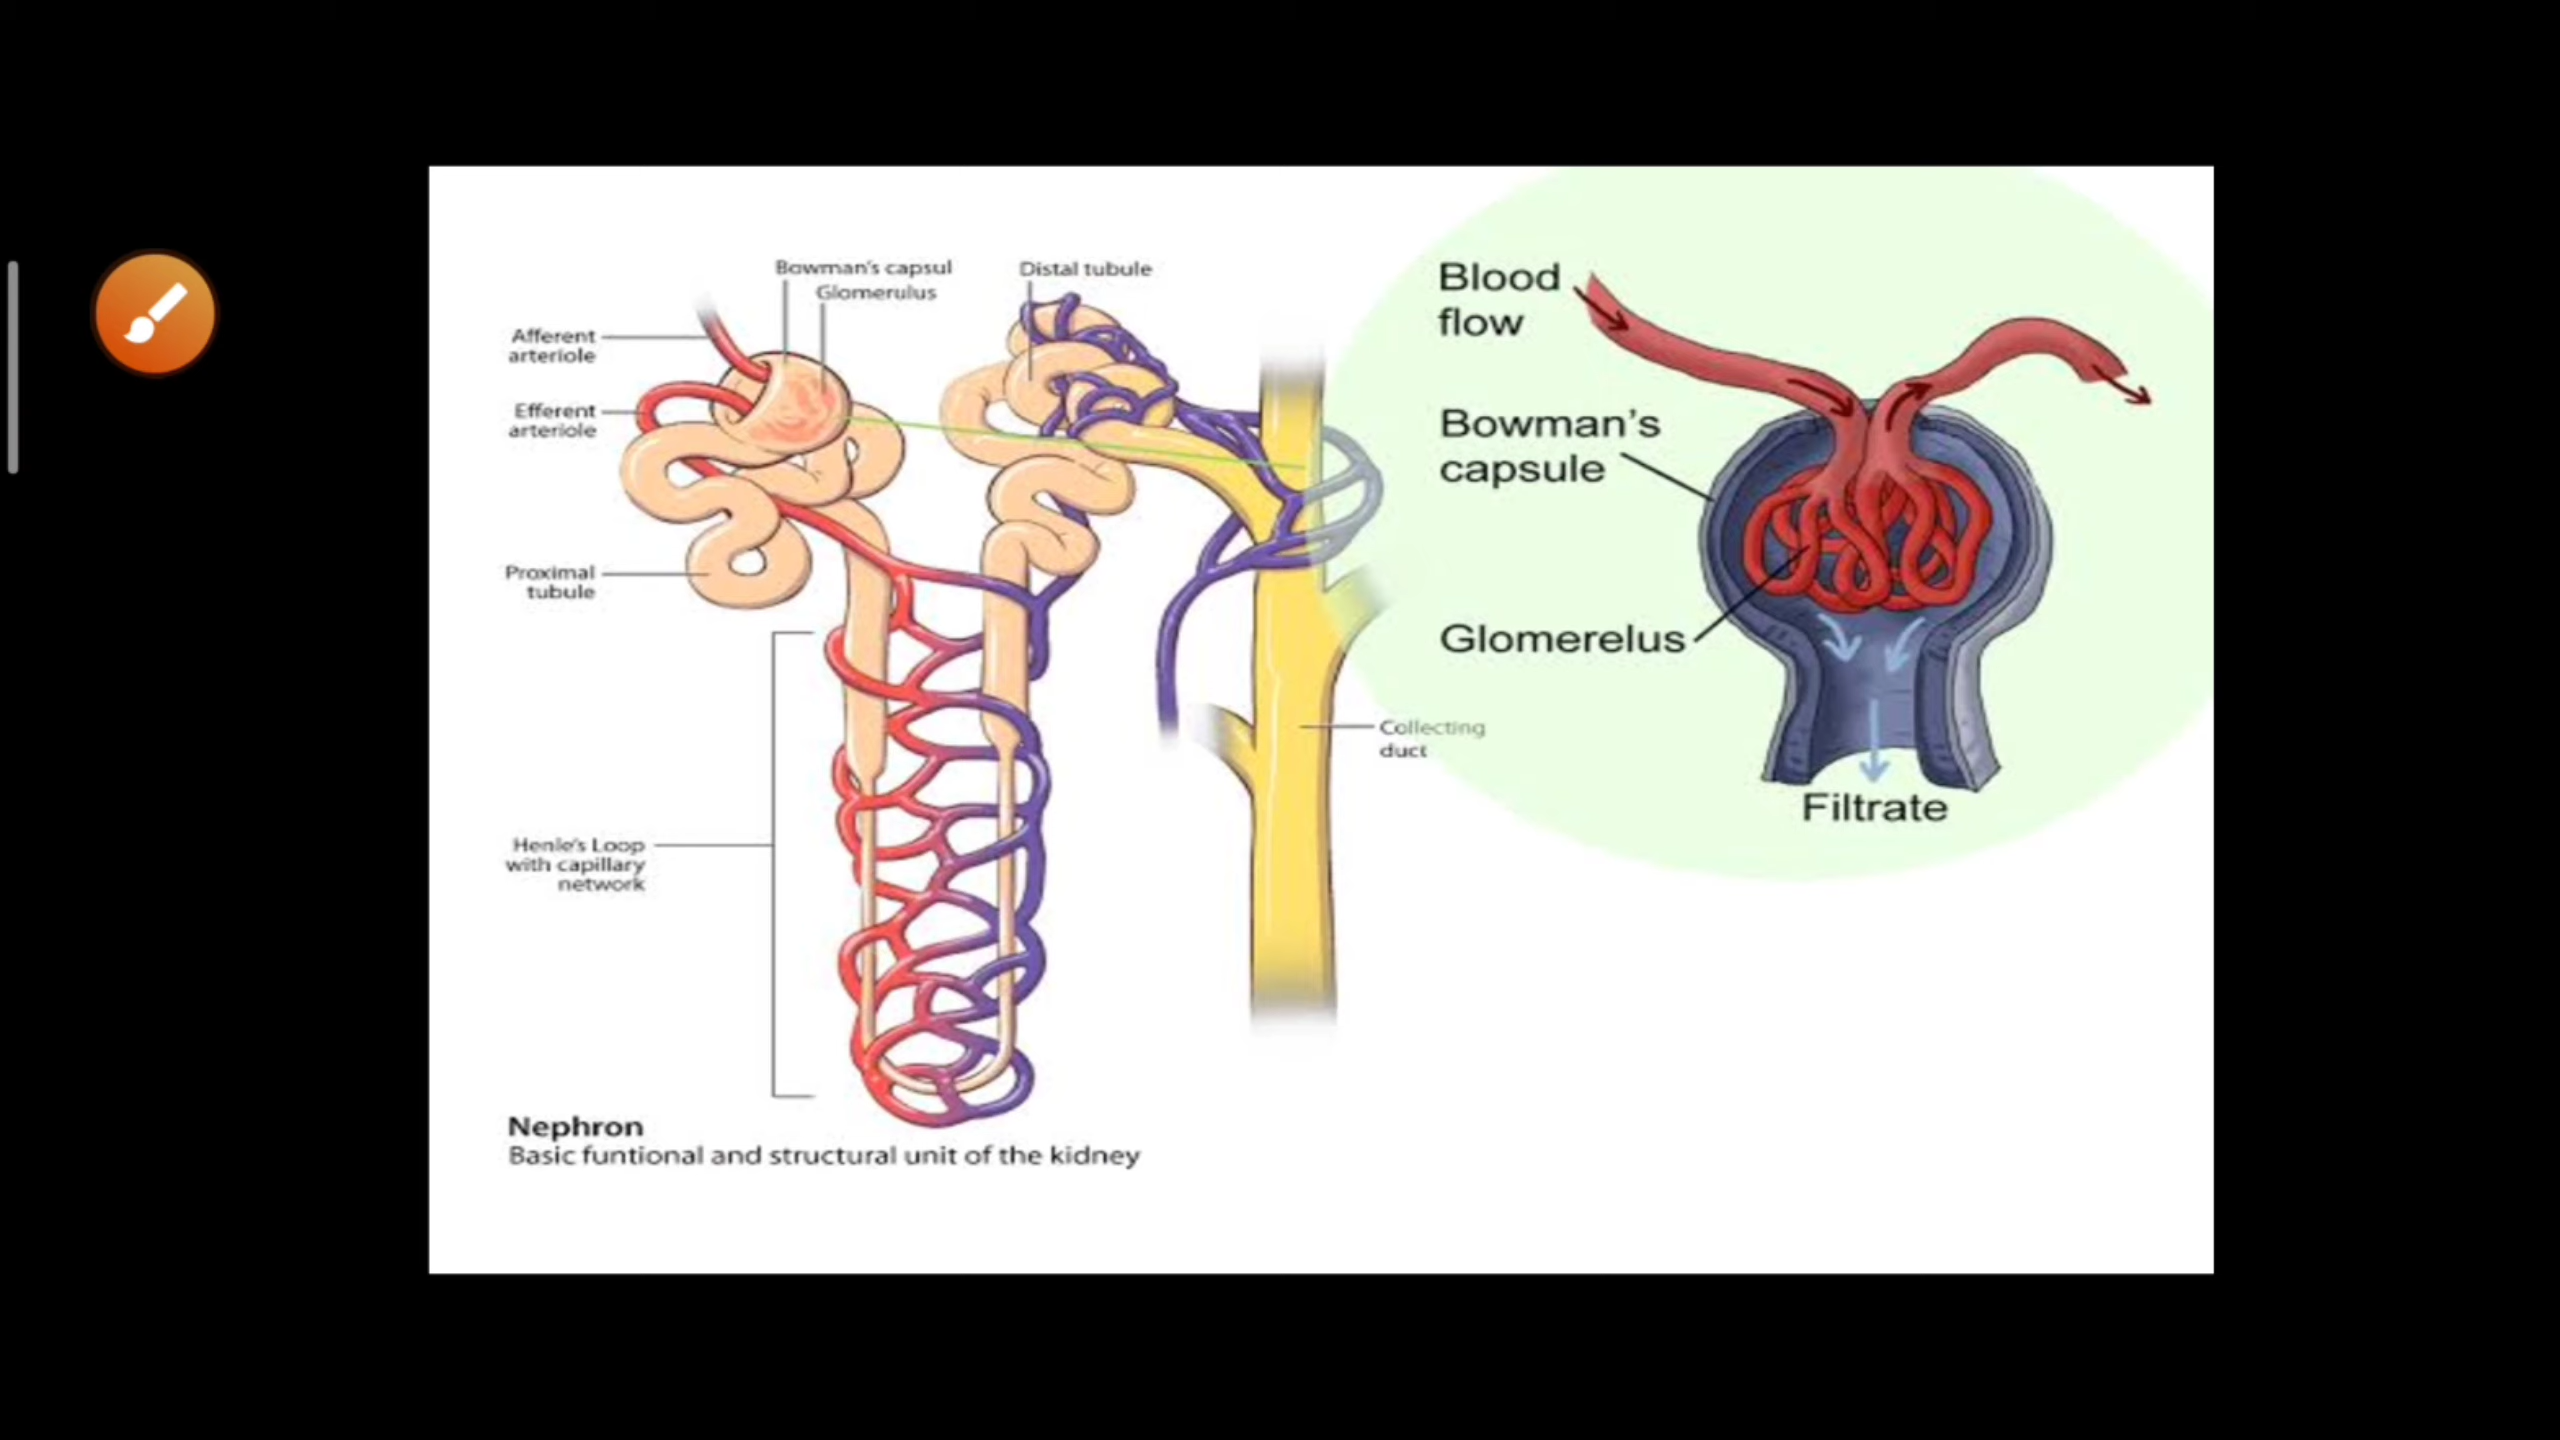 Bowman's capsul
Glomerulus
Distal tubule
Afferent
arteriole
Efferent
arteriole
Proximal
tubule
Henle's Loop
with capillary
network
Collecting
duct
Nephron
Basic funtional and structural unit of the kidney
Blood
flow
Bowman's
capsule
Glomerelus
Filtrate